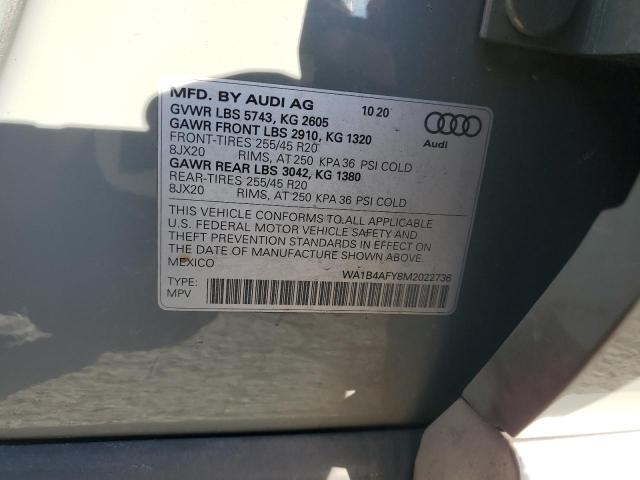 MFD. BY AUDI AG 10 20
GVWR LBS 5743, KG 2605
GAWR FRONT LBS 2910, KG 1320
FRONT-TIRES 255/45 R20
8JX20 RIMS, AT 250 KPA 36 PSI COLD
GAWR REAR LBS 3042, KG 1380
REAR-TIRES 255/45 R20
8JX20 RIMS, AT 250 KPA 36 PSI COLD
Audi
THIS VEHICLE CONFORMS TO ALL APPLICABLE
U.S. FEDERAL MOTOR VEHICLE SAFETY AND
THEFT PREVENTION STANDARDS IN EFFECT ON
THE DATE OF MANUFACTURE SHOWN ABOVE.
MEXICO
WA1B4AFY8M2022736
TYPE:
MPV